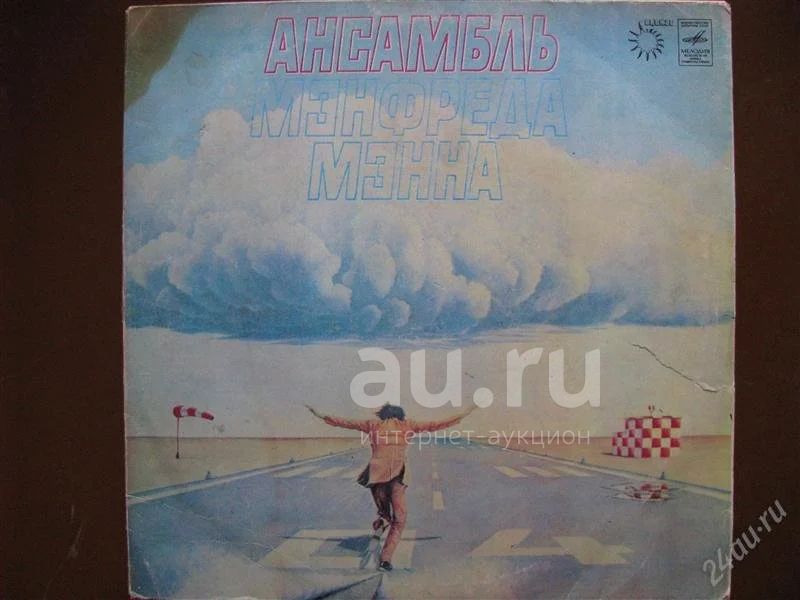 АНСАМБЛЬ
МЭНФРЕДА
МЭННА
МЕЛОДИЯ
au.ru
интернет-аукцион
24au.ru